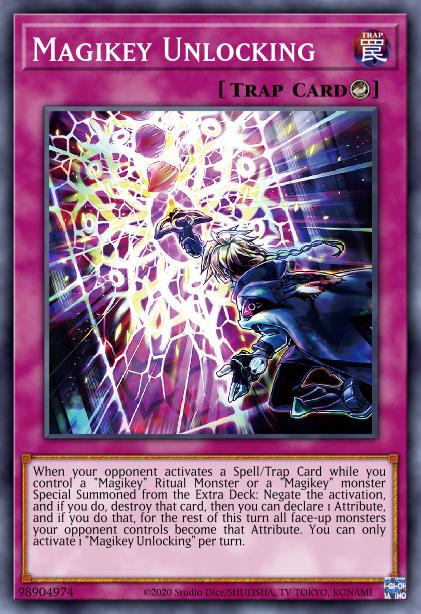 Magikey Unlocking
TRAP
罠
[Trap Card]
When your opponent activates a Spell/Trap Card while you
control a "Magikey" Ritual Monster or a "Magikey" monster
Special Summoned from the Extra Deck: Negate the activation,
and if you do, destroy that card, then you can declare 1 Attribute,
and if you do that, for the rest of this turn all face-up monsters
your opponent controls become that Attribute. You can only
activate 1 "Magikey Unlocking" per turn.
98904974
©2020 Studio Dice/SHUEISHA, TV TOKYO, KONAMI